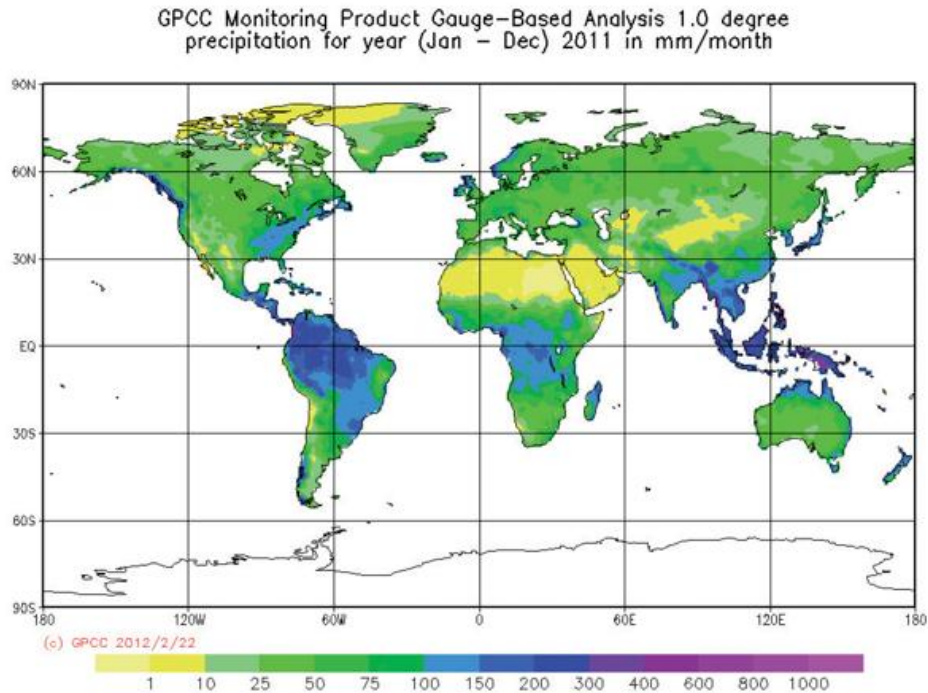 GPCC Monitoring Product Gauge-Based Analysis 1.0 degree
precipitation for year (Jan - Dec) 2011 in mm/month
90N
60N
30N
EQ
30S
60S
90S
180 120W 60W 0 60E 120E 180
(c) GPCC 2012/2/22
1 10 25 50 75 100 150 200 300 400 600 800 1000